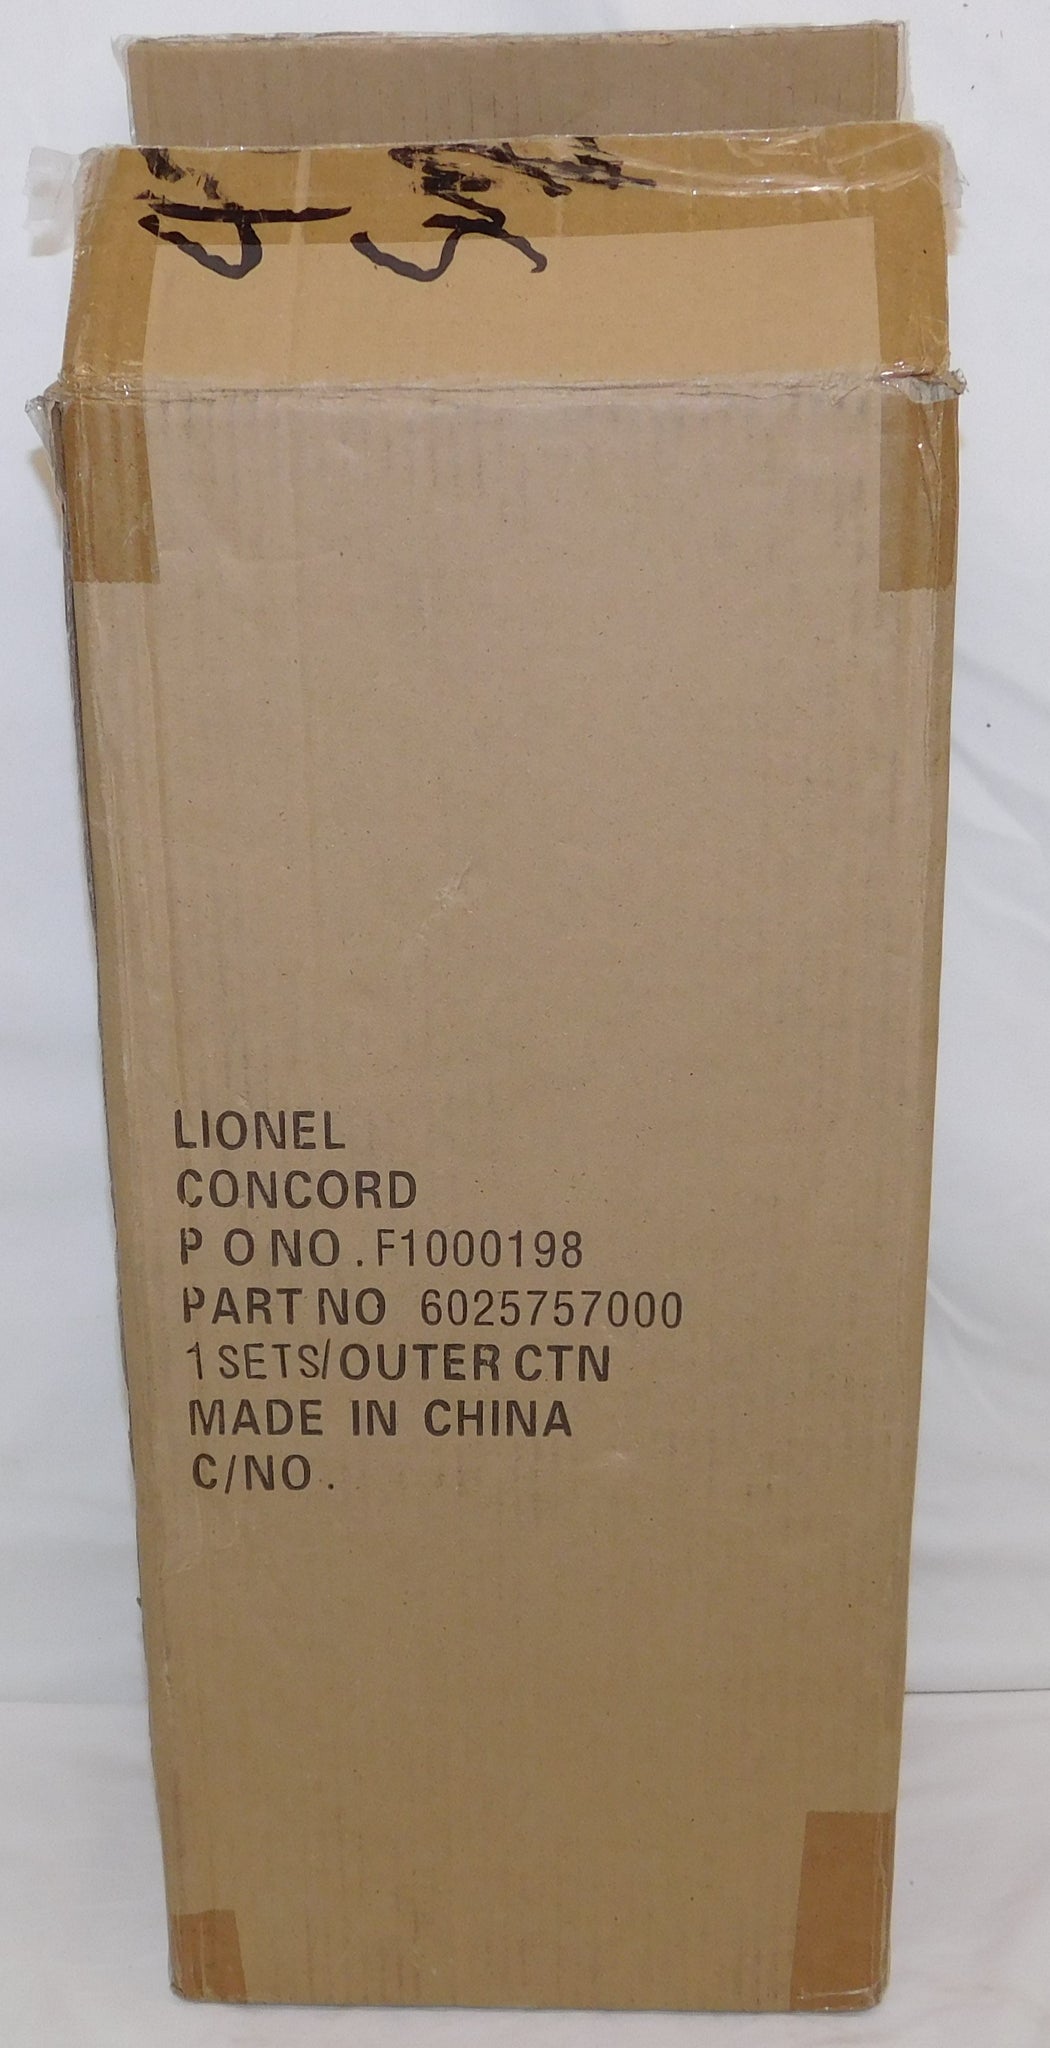 LIONEL
CONCORD
P O NO. F1000198
PART NO 6025757000
1 SETS/OUTER CTN
MADE IN CHINA
C/NO.